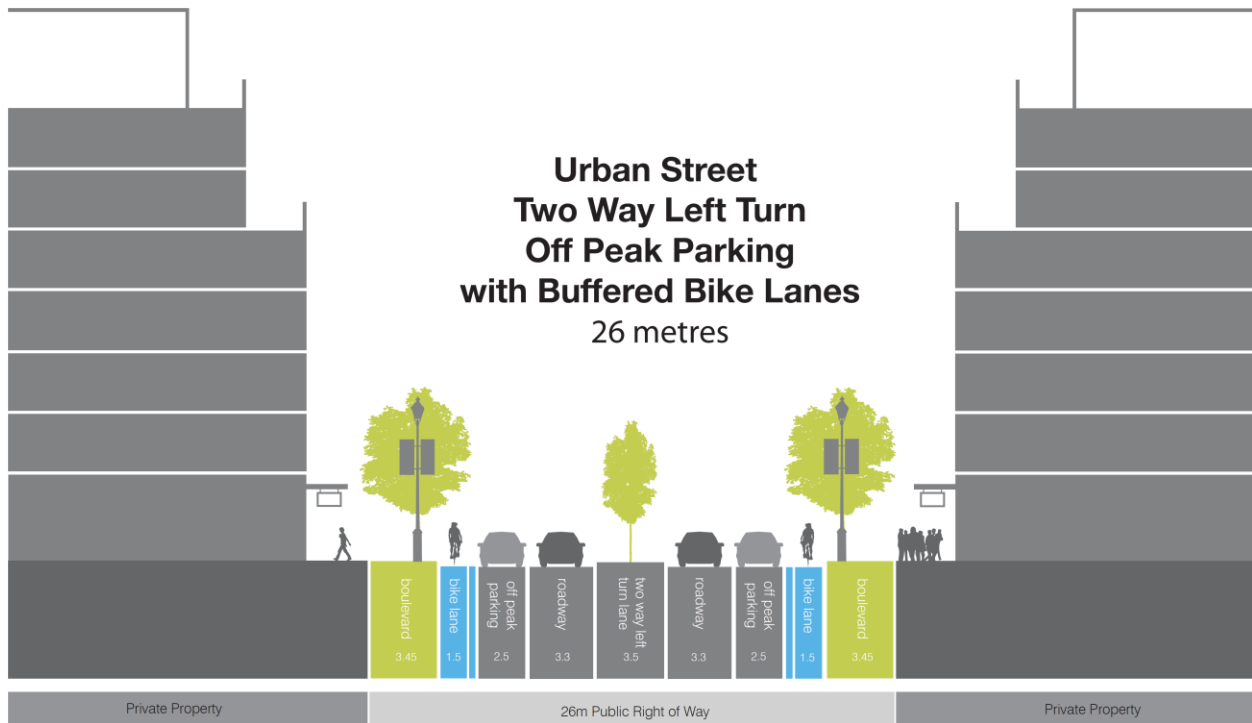 Urban Street
Two Way Left Turn
Off Peak Parking
with Buffered Bike Lanes
26 metres
boulevard
3.45
bike lane
1.5
off peak
parking
2.5
roadway
3.3
two way left
turn lane
3.5
roadway
3.3
off peak
parking
2.5
bike lane
1.5
boulevard
3.45
Private Property
26m Public Right of Way
Private Property